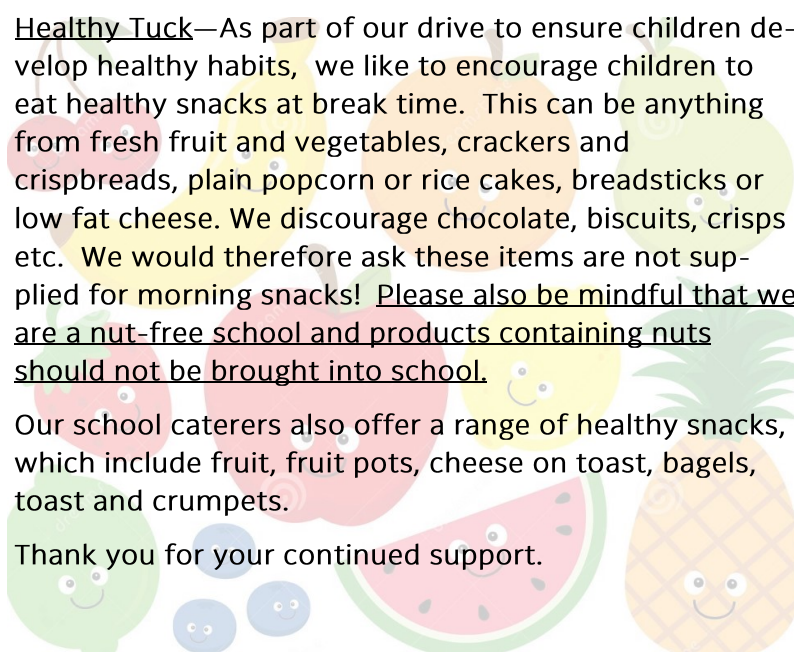 Healthy Tuck—As part of our drive to ensure children de-
velop healthy habits,  we like to encourage children to
eat healthy snacks at break time.  This can be anything
from fresh fruit and vegetables, crackers and
crispbreads, plain popcorn or rice cakes, breadsticks or
low fat cheese. We discourage chocolate, biscuits, crisps
etc.  We would therefore ask these items are not sup-
plied for morning snacks!  Please also be mindful that we
are a nut-free school and products containing nuts
should not be brought into school.
Our school caterers also offer a range of healthy snacks,
which include fruit, fruit pots, cheese on toast, bagels,
toast and crumpets.
Thank you for your continued support.